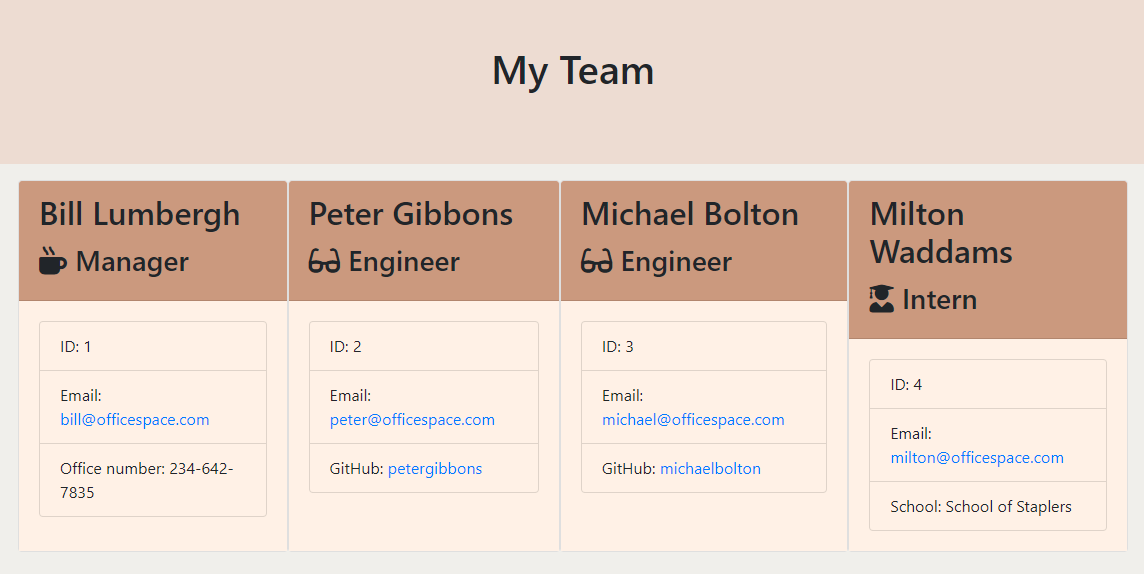 My Team
Bill Lumbergh
Manager
ID: 1
Email:
bill@officespace.com
Office number: 234-642-
7835
Peter Gibbons
Engineer
ID: 2
Email:
peter@officespace.com
GitHub: petergibbons
Michael Bolton
Engineer
ID: 3
Email:
michael@officespace.com
GitHub: michaelbolton
Milton
Waddams
Intern
ID: 4
Email:
milton@officespace.com
School: School of Staplers